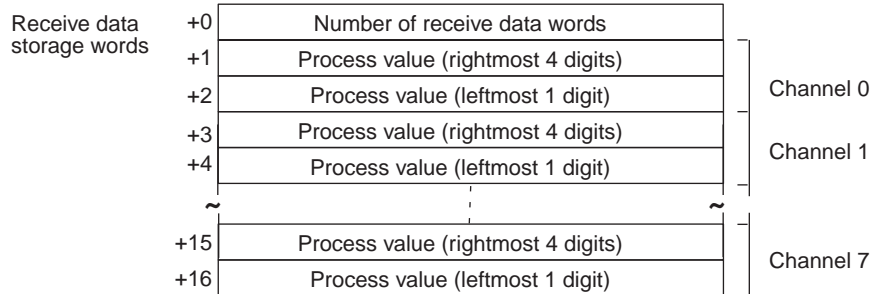 Receive data
storage words
+0 Number of receive data words
+1 Process value (rightmost 4 digits)
+2 Process value (leftmost 1 digit)
Channel 0
+3 Process value (rightmost 4 digits)
+4 Process value (leftmost 1 digit)
Channel 1
~ ~
+15 Process value (rightmost 4 digits)
+16 Process value (leftmost 1 digit)
Channel 7